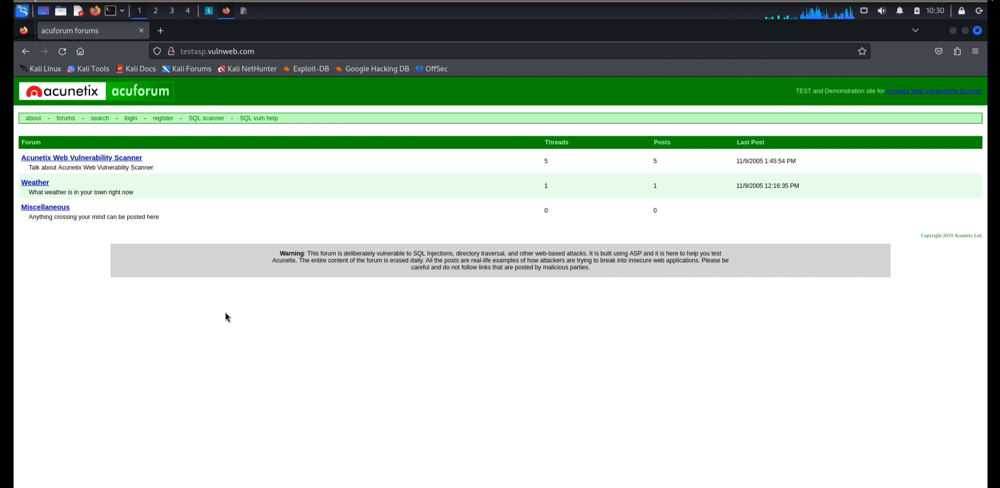 1 2 3 4 10:30
acuforum forums
testasp.vulnweb.com
Kali Linux Kali Tools Kali Docs Kali Forums Kali NetHunter Exploit-DB Google Hacking DB OffSec
acunetix acuforum TEST and Demonstration site for Acunetix Web Vulnerability Scanner
about - forums - search - login - register - SQL scanner - SQL vuln help
Forum Threads Posts Last Post
Acunetix Web Vulnerability Scanner
Talk about Acunetix Web Vulnerablity Scanner 5 5 11/9/2005 1:45:54 PM
Weather
What weather is in your town right now 1 1 11/9/2005 12:16:35 PM
Miscellaneous
Anything crossing your mind can be posted here 0 0
Copyright 2019 Acunetix Ltd.
Warning: This forum is deliberately vulnerable to SQL Injections, directory traversal, and other web-based attacks. It is built using ASP and it is here to help you test
Acunetix. The entire content of the forum is erased daily. All the posts are real-life examples of how attackers are trying to break into insecure web applications. Please be
careful and do not follow links that are posted by malicious parties.